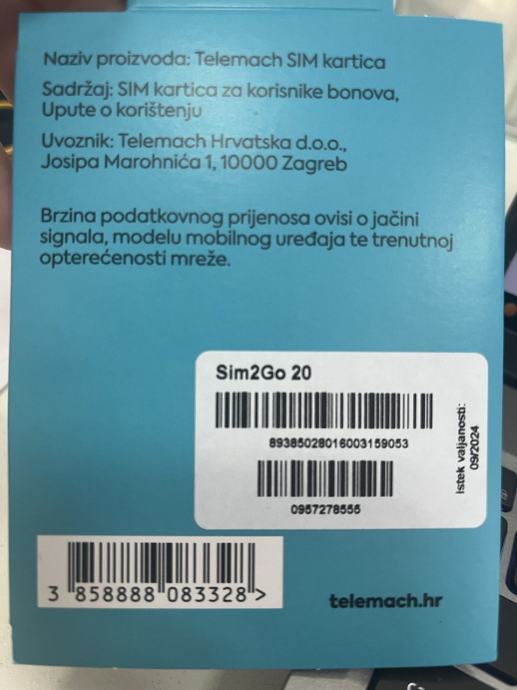 Naziv proizvoda: Telemach SIM kartica
Sadržaj: SIM kartica za korisnike bonova,
Upute o korištenju
Uvoznik: Telemach Hrvatska d.o.o.,
Josipa Marohnića 1, 10000 Zagreb
Brzina podatkovnog prijenosa ovisi o jačini
signala, modelu mobilnog uređaja te trenutnoj
opterećenosti mreže.
Sim2Go 20
89385028016003159053
0957278555
Istek valjanosti:
09/2024
3 858888 083328 >
telemach.hr